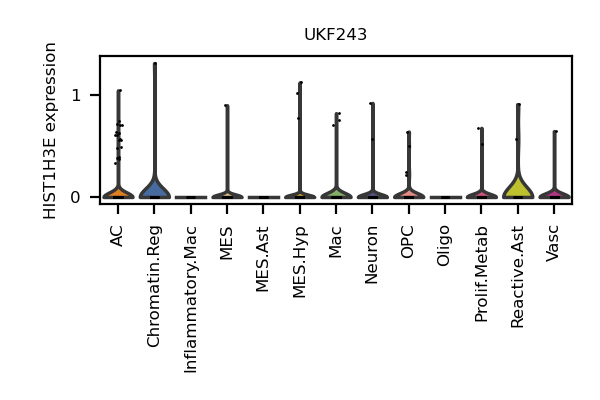 UKF243
HIST1H3E expression
1
0
AC
Chromatin.Reg
Inflammatory.Mac
MES
MES.Ast
MES.Hyp
Mac
Neuron
OPC
Oligo
Prolif.Metab
Reactive.Ast
Vasc